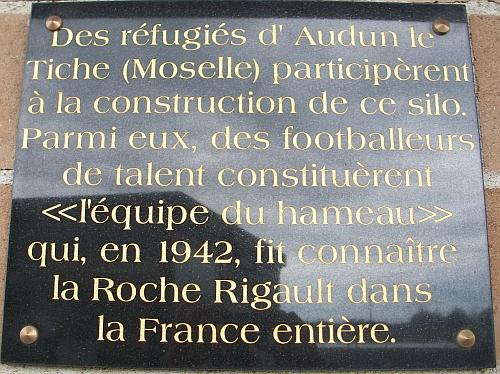 Des réfugiés d' Audun le
Tiche (Moselle) participèrent
à la construction de ce silo.
Parmi eux, des footballeurs
de talent constituèrent
<<l'équipe du hameau>>
qui, en 1942, fit connaître
la Roche Rigault dans
la France entière.